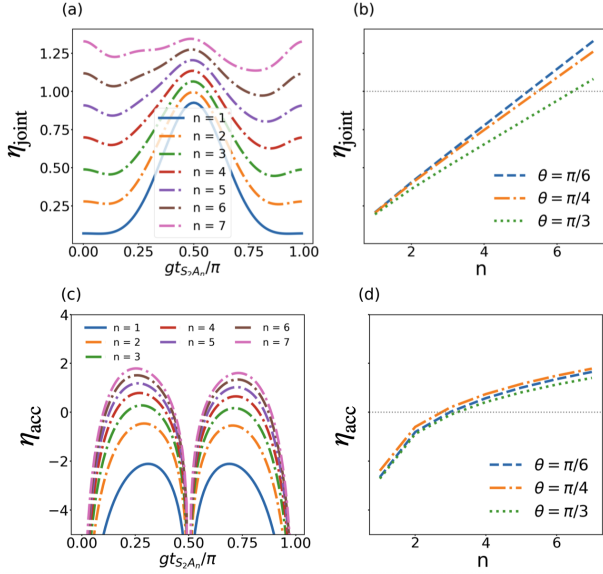 (a)
η_joint
1.25
1.00
0.75
0.50
0.25
n = 1
n = 2
n = 3
n = 4
n = 5
n = 6
n = 7
0.00 0.25 0.50 0.75 1.00
gt_{S₂Aₙ}/π
(b)
η_joint
θ = π/6
θ = π/4
θ = π/3
2 4 6
n
(c)
η_acc
4
2
0
−2
−4
n = 1 n = 4 n = 6
n = 2 n = 5 n = 7
n = 3
0.00 0.25 0.50 0.75 1.00
gt_{S₂Aₙ}/π
(d)
η_acc
θ = π/6
θ = π/4
θ = π/3
2 4 6
n